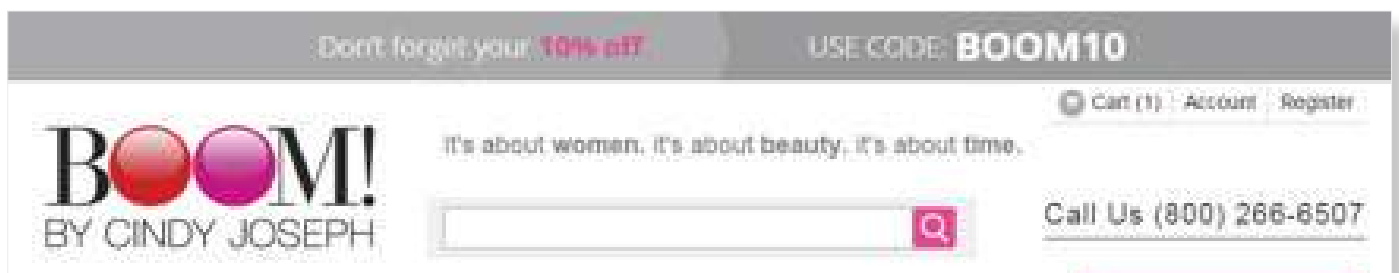 Don't forget your 10% off USE CODE: BOOM10
Cart (1) Account Register
BOOM!
BY CINDY JOSEPH
it's about women. it's about beauty. it's about time.
Call Us (800) 266-6507